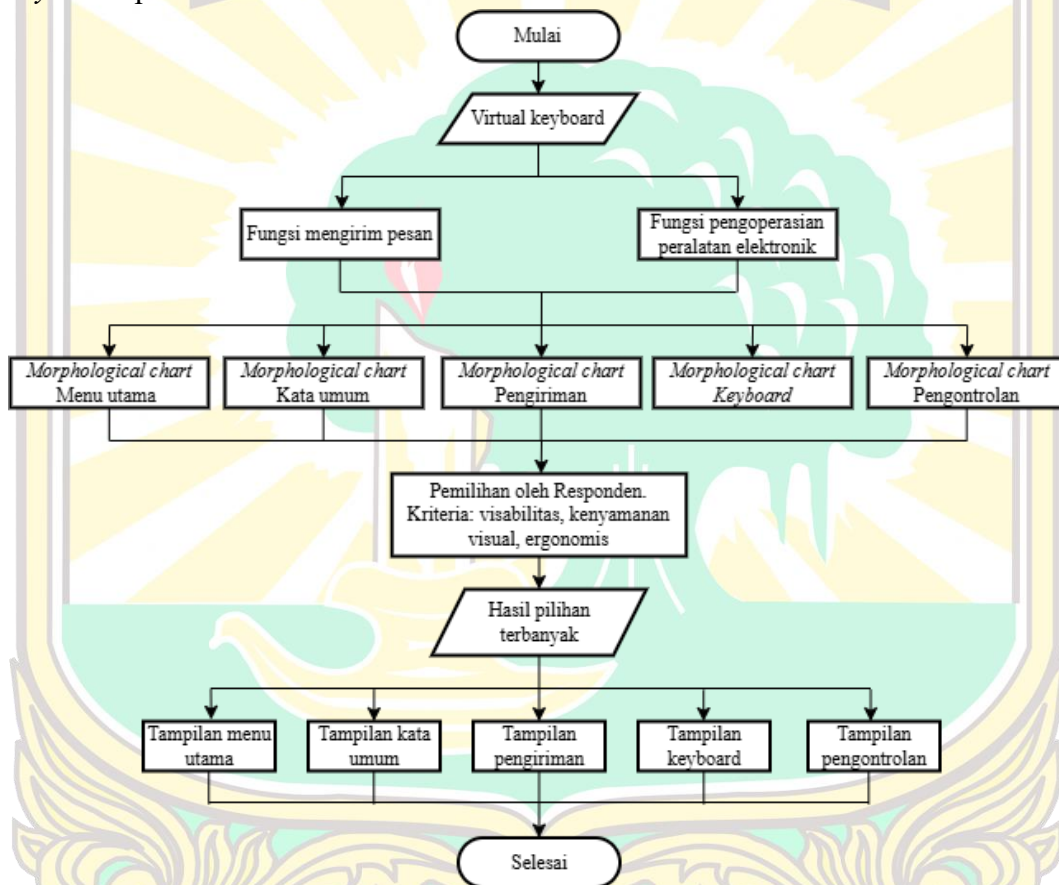 Mulai
Virtual keyboard
Fungsi mengirim pesan
Fungsi pengoperasian
peralatan elektronik
Morphological chart
Menu utama
Morphological chart
Kata umum
Morphological chart
Pengiriman
Morphological chart
Keyboard
Morphological chart
Pengontrolan
Pemilihan oleh Responden.
Kriteria: visabilitas, kenyamanan
visual, ergonomis
Hasil pilihan
terbanyak
Tampilan menu
utama
Tampilan kata
umum
Tampilan
pengiriman
Tampilan
keyboard
Tampilan
pengontrolan
Selesai